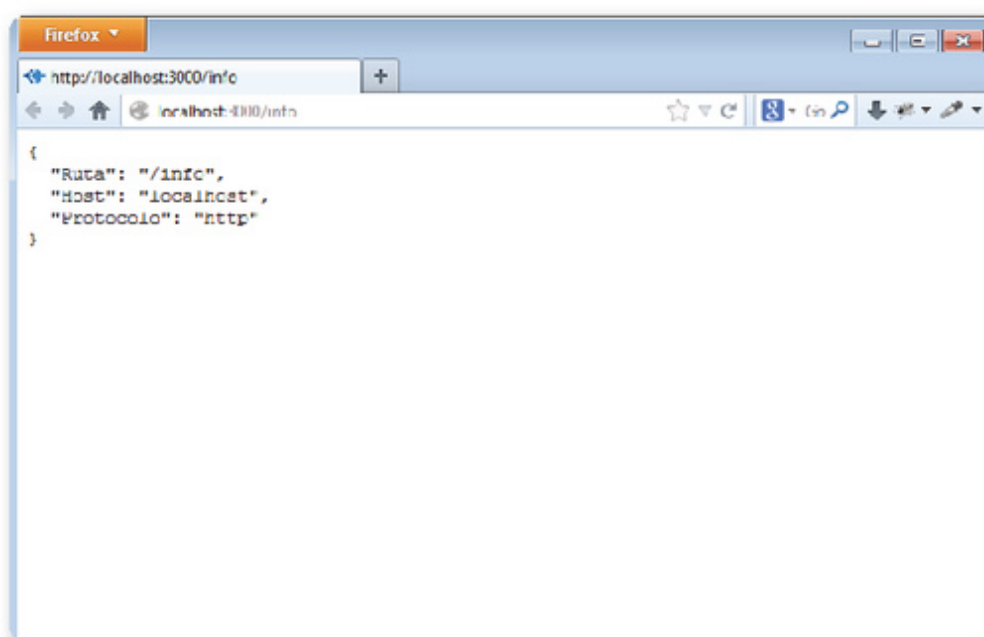 Firefox
http://localhost:3000/info
localhost:3000/info
{
"Ruta": "/info",
"Host": "localhost",
"Protocolo": "http"
}